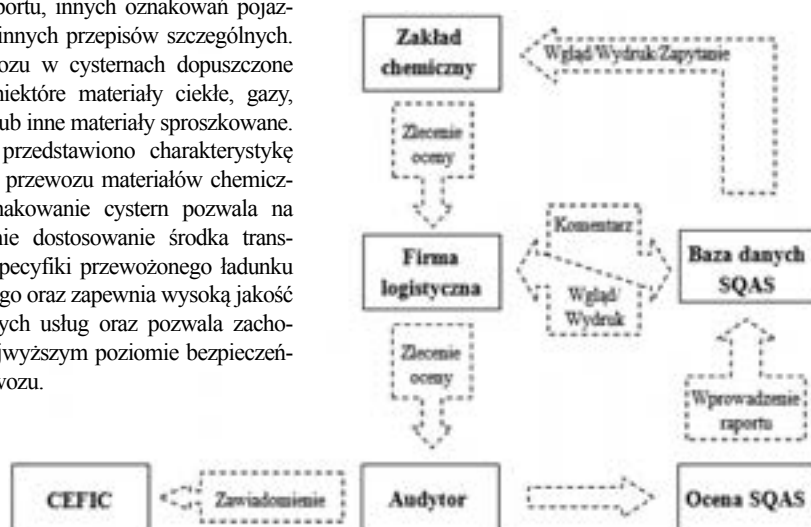 portu, innych oznakowań pojaz-
innych przepisów szczególnych.
ozu w cysternach dopuszczone
niektóre materiały ciekłe, gazy,
ub inne materiały sproszkowane.
przedstawiono charakterystykę
przewozu materiałów chemicz-
nakowanie cystern pozwala na
nie dostosowanie środka trans-
pecyfiki przewożonego ładunku
go oraz zapewnia wysoką jakość
ych usług oraz pozwala zacho-
jwyższym poziomie bezpieczeń-
wozu.
Zakład
chemiczny
Wgląd/Wydruk/Zapytanie
Zlecenie
oceny
Firma
logistyczna
Komentarz
Wgląd/
Wydruk
Baza danych
SQAS
Zlecenie
oceny
Wprowadzenie
raportu
CEFIC
Zawiadomienie
Audytor
Ocena SQAS